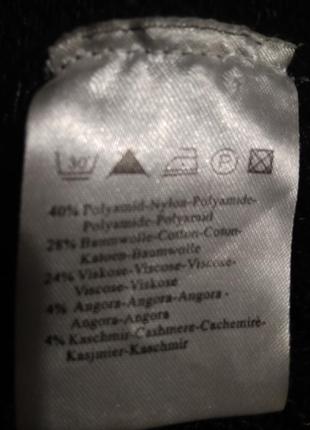 30°
P
40% Polyamid-Nylon-Polyamide-
Polyamide-Polyamid
28% Baumwolle-Cotton-Coton-
Katoen-Baumwolle
24% Viskose-Viscose-Viscose-
Viscose-Viskose
4% Angora-Angora-Angora-
Angora-Angora
4% Kaschmir-Cashmere-Cachemire-
Kasjmier-Kaschmir